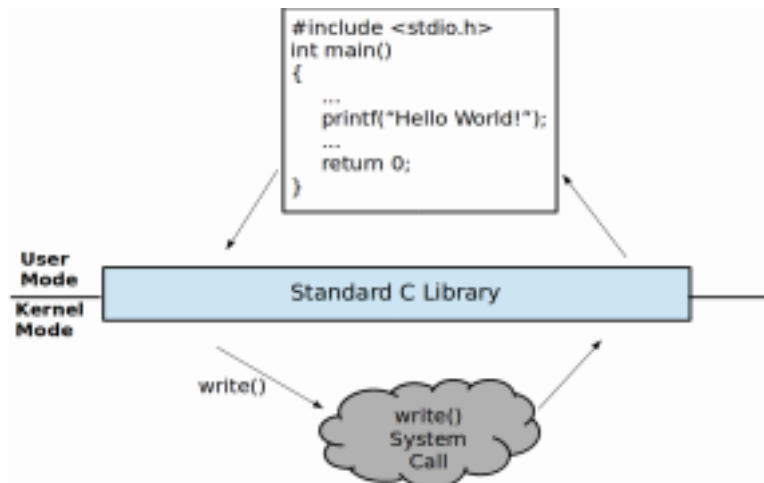 #include <stdio.h>
int main()
{
...
printf("Hello World!");
...
return 0;
}
User
Mode
Standard C Library
Kernel
Mode
write()
write()
System
Call